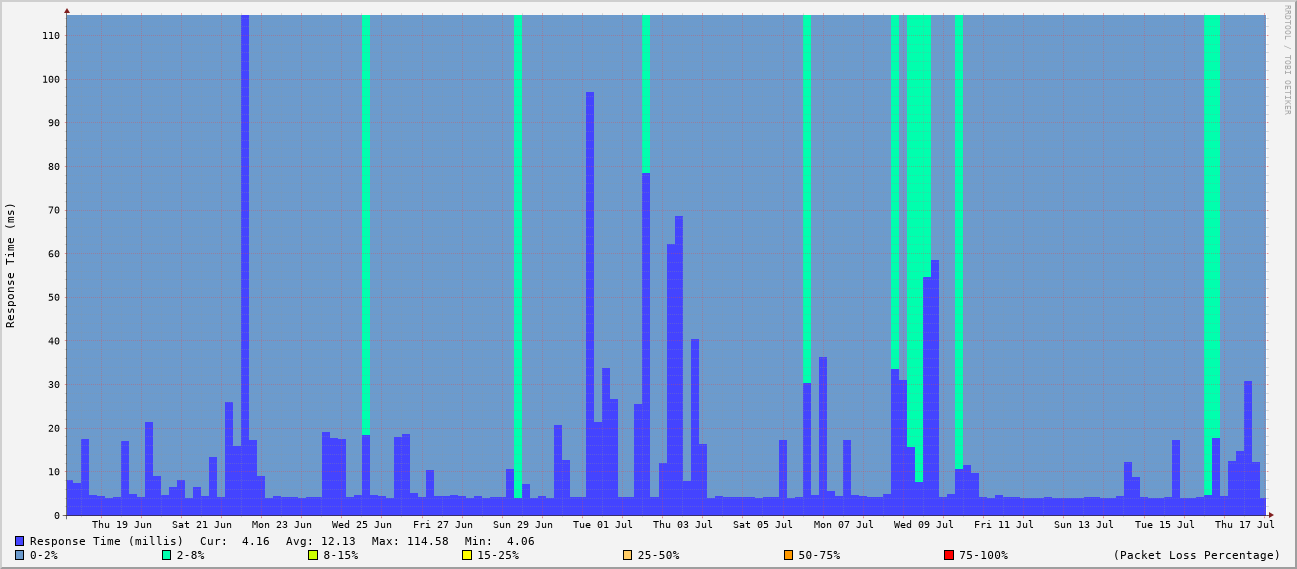 RRDTOOL / TOBI OETIKER
Response Time (ms)
110
100
90
80
70
60
50
40
30
20
10
0
Thu 19 Jun Sat 21 Jun Mon 23 Jun Wed 25 Jun Fri 27 Jun Sun 29 Jun Tue 01 Jul Thu 03 Jul Sat 05 Jul Mon 07 Jul Wed 09 Jul Fri 11 Jul Sun 13 Jul Tue 15 Jul Thu 17 Jul
Response Time (millis) Cur: 4.16 Avg: 12.13 Max: 114.58 Min: 4.06
0-2% 2-8% 8-15% 15-25% 25-50% 50-75% 75-100% (Packet Loss Percentage)